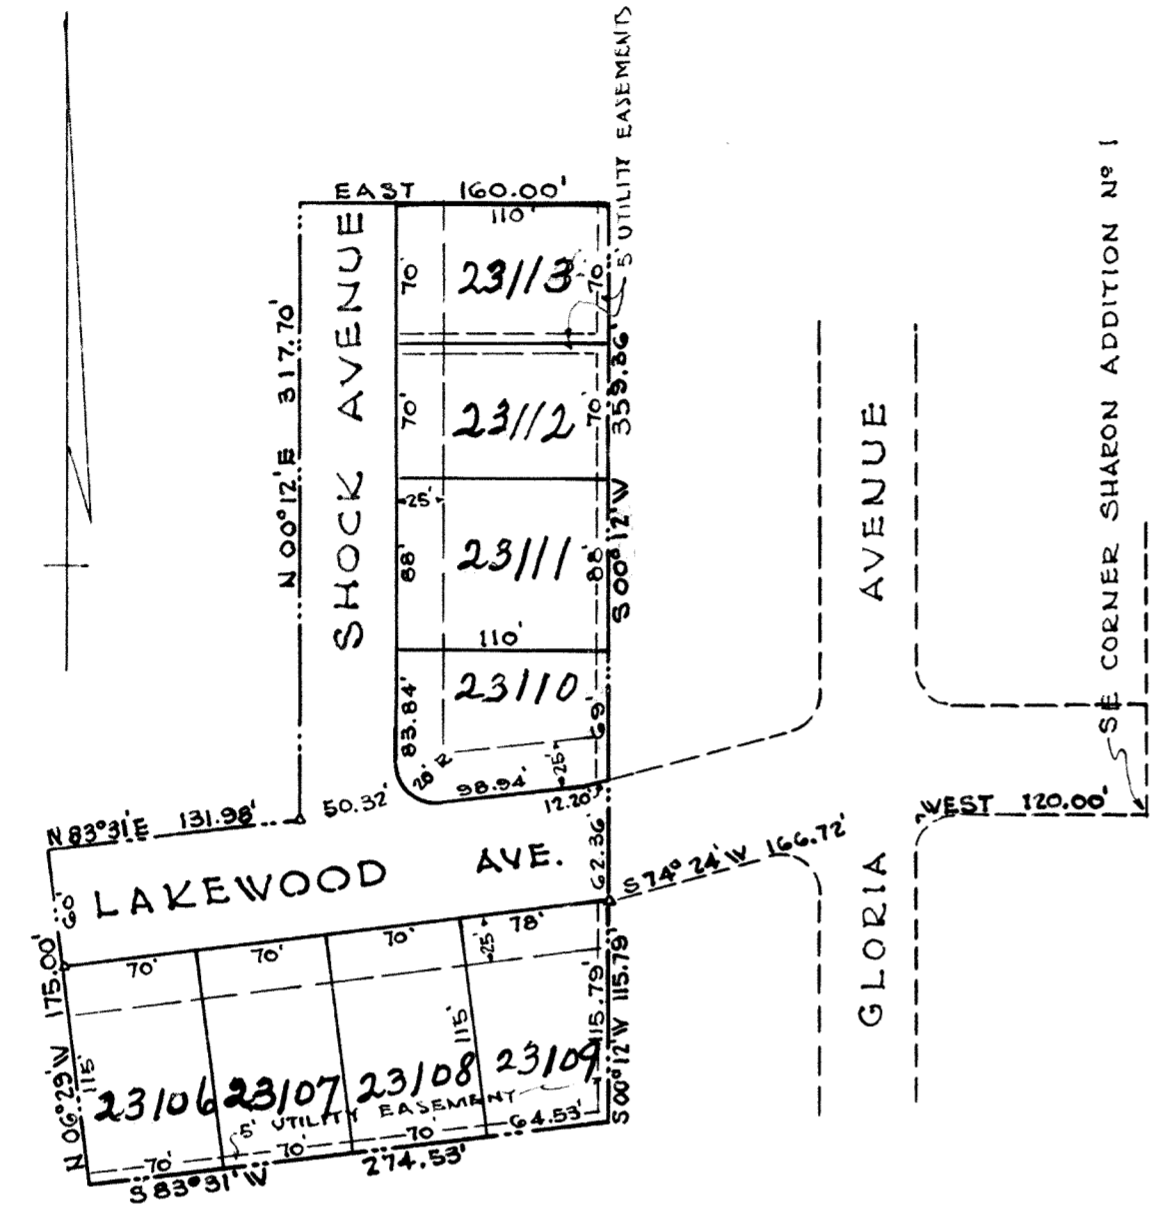 5' UTILITY EASEMENTS
EAST 160.00'
110'
70'
23113
70'
N 00°12'E 317.70'
SHOCK AVENUE
70'
23112
70'
S 00°12'W 359.36'
25'
88'
23111
88'
110'
83.84'
23110
69'
20' R
98.94'
25'
12.20'
AVENUE
GLORIA
SE CORNER SHARON ADDITION Nº 1
WEST 120.00'
S 74° 24' W 166.72'
N 83°31'E 131.98'
50.32'
62.36'
60'
LAKEWOOD AVE.
70'
70'
70'
78'
25'
N 06°29'W 175.00'
115'
115'
115.79'
S 00°12'W 115.79'
23106
23107
23108
23109
5' UTILITY EASEMENT
70'
70'
70
64.53'
S 83°31'W 274.53'